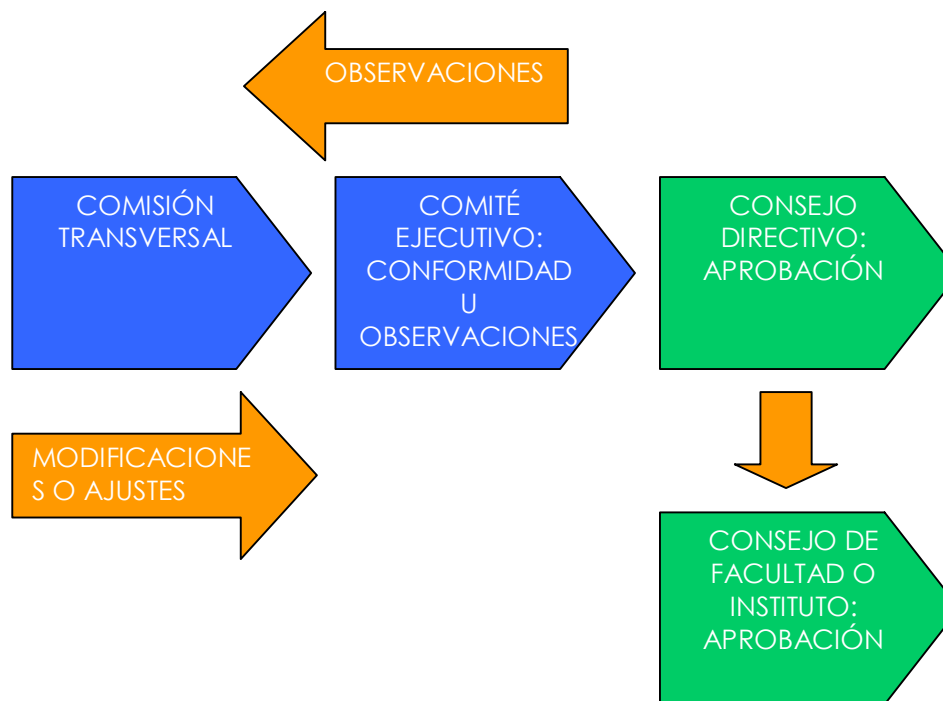 OBSERVACIONES
COMISIÓN
TRANSVERSAL
COMITÉ
EJECUTIVO:
CONFORMIDAD
U
OBSERVACIONES
CONSEJO
DIRECTIVO:
APROBACIÓN
MODIFICACIONE
S O AJUSTES
CONSEJO DE
FACULTAD O
INSTITUTO:
APROBACIÓN